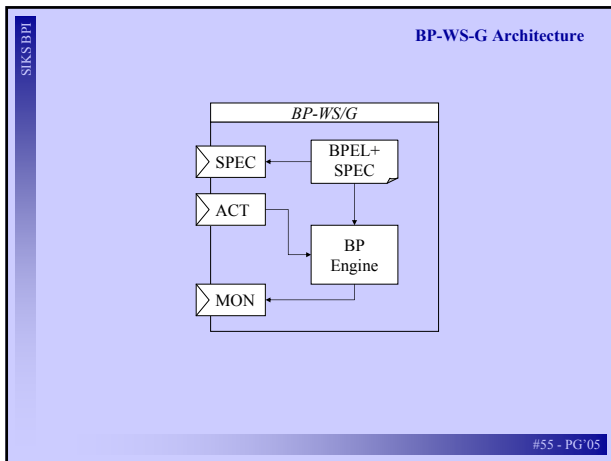 SIKS BPI
BP-WS-G Architecture
BP-WS/G
SPEC
BPEL+
SPEC
ACT
BP
Engine
MON
#55 - PG'05